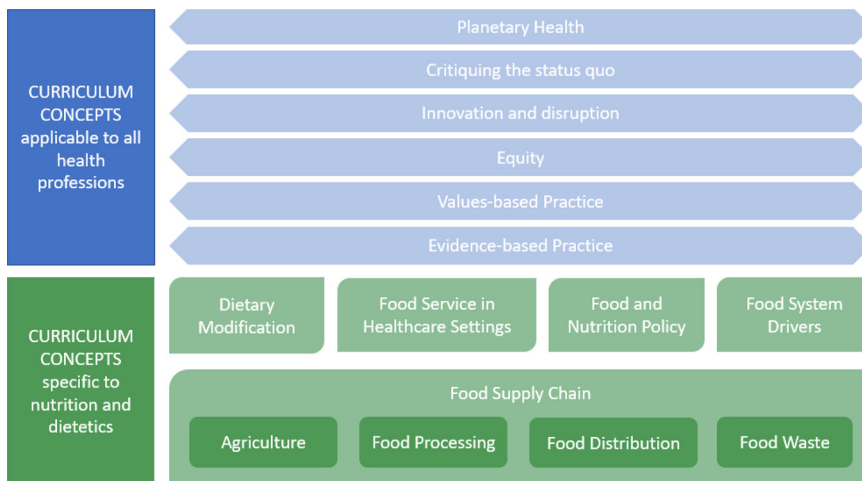 CURRICULUM
CONCEPTS
applicable to all
health
professions
Planetary Health
Critiquing the status quo
Innovation and disruption
Equity
Values-based Practice
Evidence-based Practice
CURRICULUM
CONCEPTS
specific to
nutrition and
dietetics
Dietary
Modification
Food Service in
Healthcare Settings
Food and
Nutrition Policy
Food System
Drivers
Food Supply Chain
Agriculture
Food Processing
Food Distribution
Food Waste